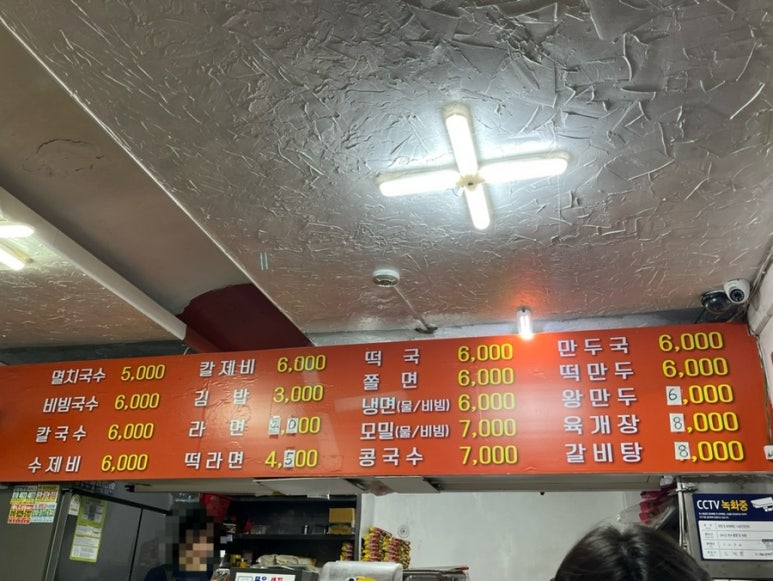 멸치국수 5,000
비빔국수 6,000
칼국수 6,000
수제비 6,000
칼제비 6,000
김밥 3,000
라면
떡라면 4,500
떡국 6,000
쫄면 6,000
냉면(물/비빔) 6,000
모밀(물/비빔) 7,000
콩국수 7,000
만두국 6,000
떡만두 6,000
왕만두 6,000
육개장 8,000
갈비탕 8,000
CCTV 녹화중